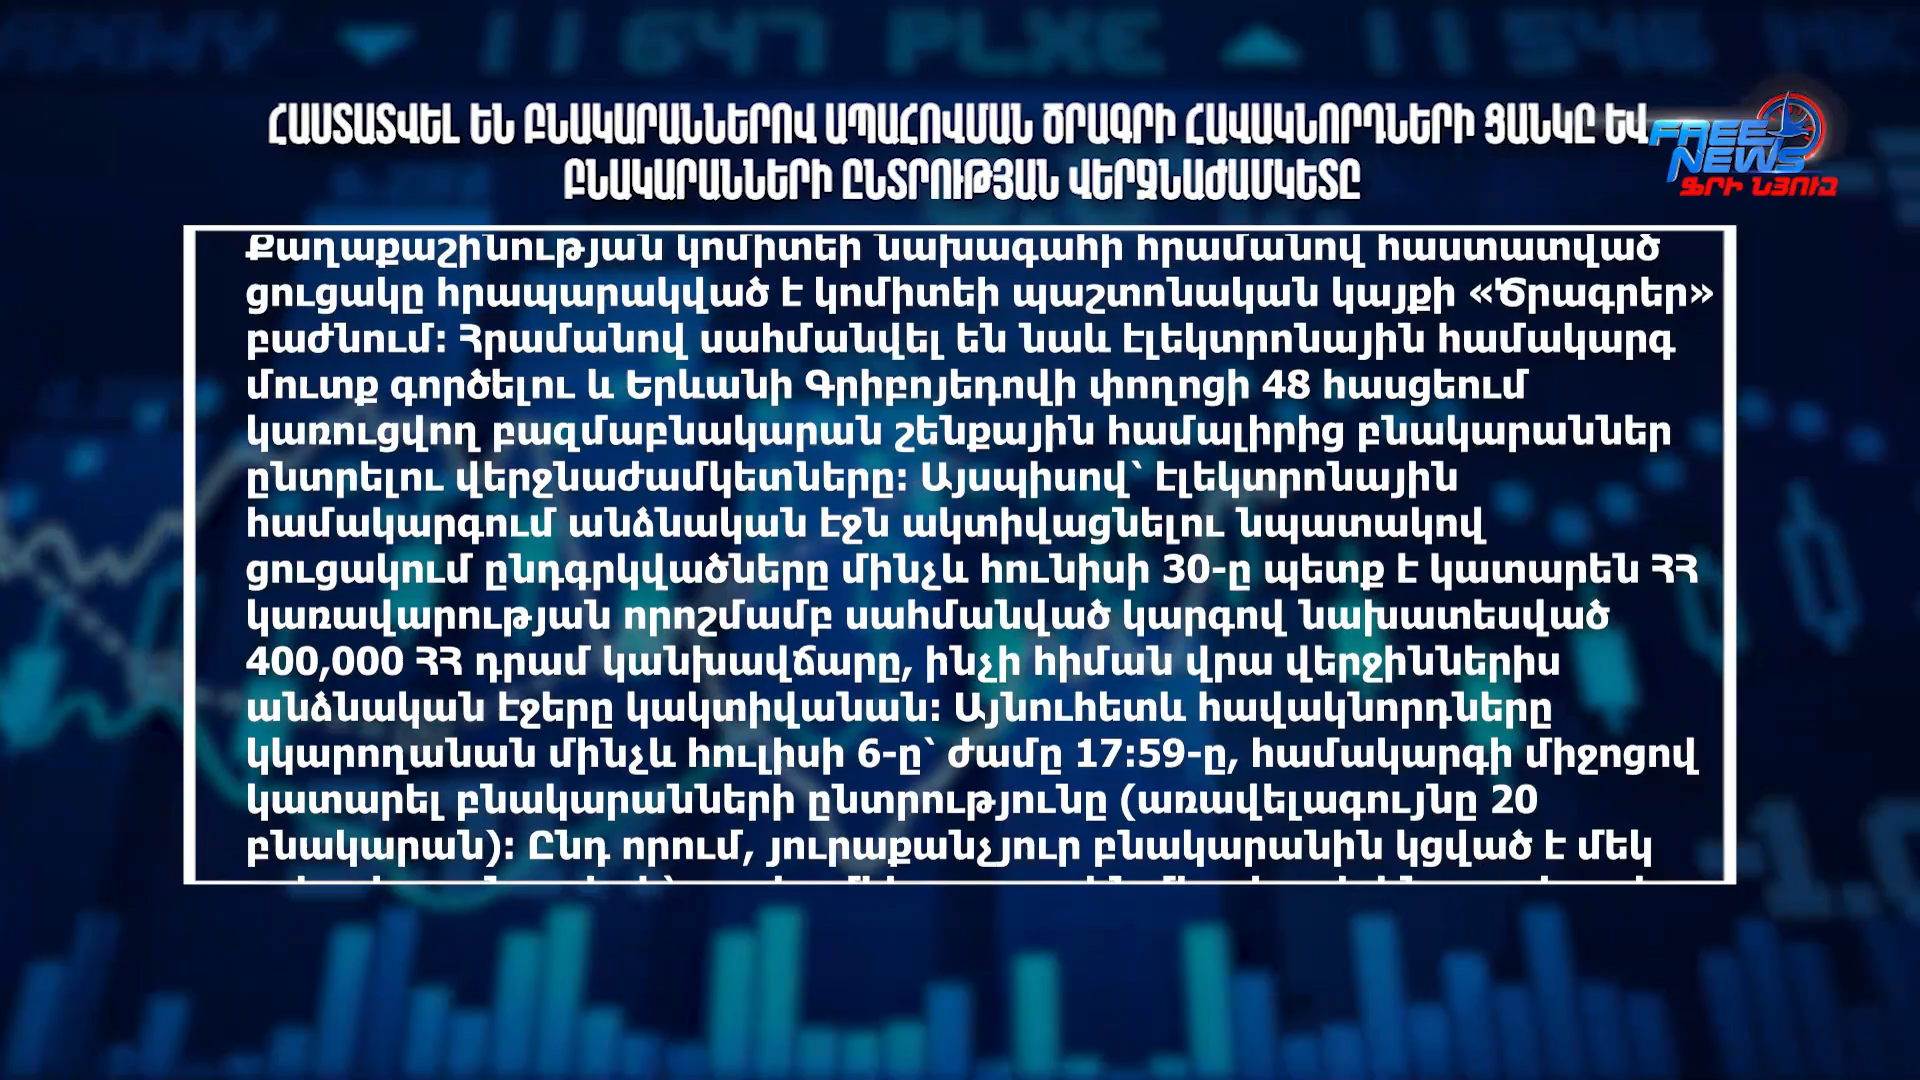 ՀԱՍՏԱՏՎԵԼ ԵՆ ԲՆԱԿԱՐԱՆՆԵՐՈՎ ԱՊԱՀՈՎՄԱՆ ԾՐԱԳՐԻ ՀԱՎԱԿՆՈՐԴՆԵՐԻ ՑԱՆԿԸ ԵՎ
ԲՆԱԿԱՐԱՆՆԵՐԻ ԸՆՏՐՈՒԹՅԱՆ ՎԵՐՋՆԱԺԱՄԿԵՏԸ
FREE
NEWS
ՖՐԻ ՆՅՈՒԶ
Քաղաքաշինության կոմիտեի նախագահի հրամանով հաստատված
ցուցակը հրապարակված է կոմիտեի պաշտոնական կայքի «Ծրագրեր»
բաժնում: Հրամանով սահմանվել են նաև էլեկտրոնային համակարգ
մուտք գործելու և Երևանի Գրիբոյեդովի փողոցի 48 հասցեում
կառուցվող բազմաբնակարան շենքային համալիրից բնակարաններ
ընտրելու վերջնաժամկետները: Այսպիսով՝ էլեկտրոնային
համակարգում անձնական էջն ակտիվացնելու նպատակով
ցուցակում ընդգրկվածները մինչև հունիսի 30-ը պետք է կատարեն ՀՀ
կառավարության որոշմամբ սահմանված կարգով նախատեսված
400,000 ՀՀ դրամ կանխավճարը, ինչի հիման վրա վերջիններիս
անձնական էջերը կակտիվանան: Այնուհետև հավակնորդները
կկարողանան մինչև հուլիսի 6-ը՝ ժամը 17:59-ը, համակարգի միջոցով
կատարել բնակարանների ընտրությունը (առավելագույնը 20
բնակարան): Ընդ որում, յուրաքանչյուր բնակարանին կցված է մեկ